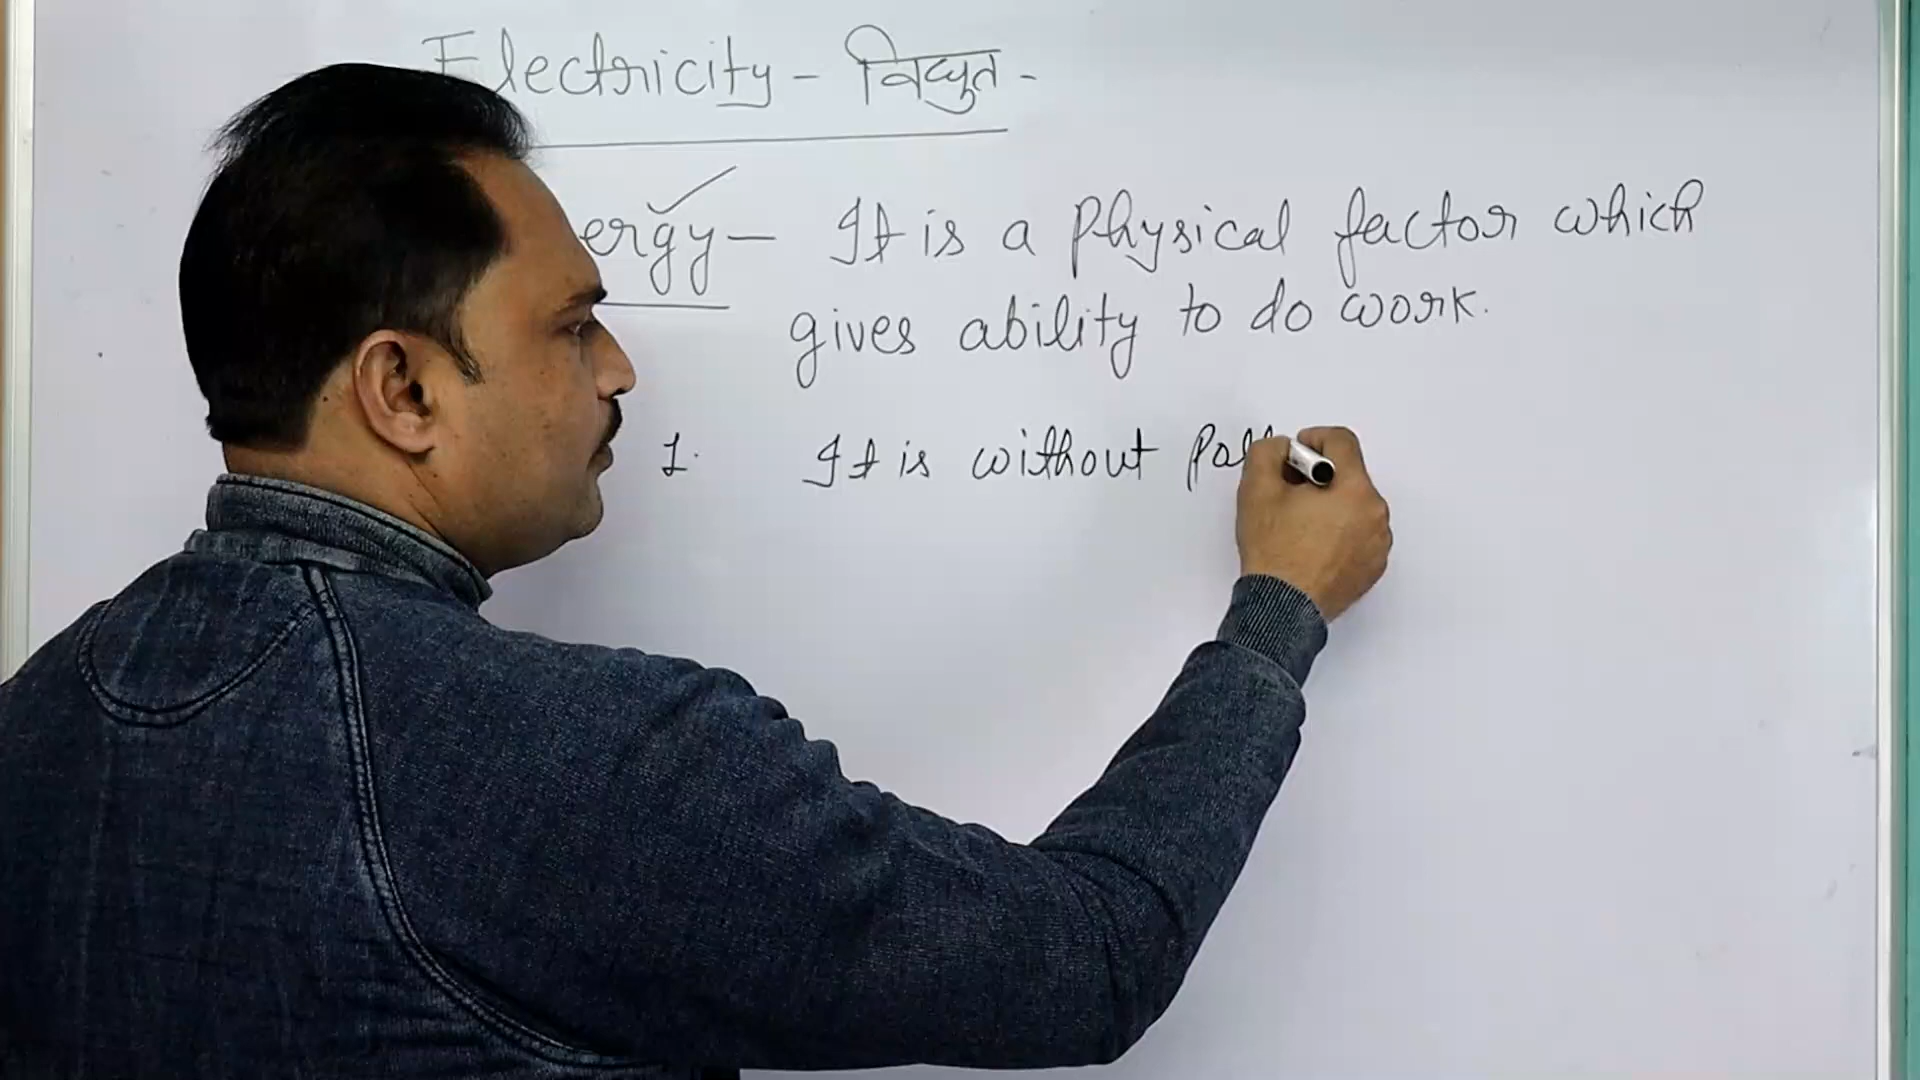 Electricity - विद्युत -
ergy - It is a Physical factor which
gives ability to do work.
1. It is without